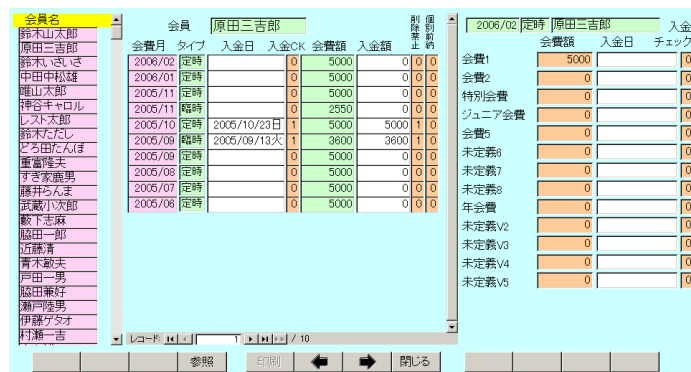 会員名
鈴木山太郎
原田三吉郎
鈴木いさいさ
中田中松雄
唯山太郎
神谷キャロル
レスト太郎
鈴木ただし
どろ田たんぼ
重富隆夫
すぎ家鹿男
藤井らんま
武蔵小次郎
藪下志麻
脇田一郎
近藤清
青木敏夫
戸田一男
脇田兼好
瀬戸陸男
伊藤ゲタオ
村瀬一吉
会員 原田三吉郎 削除禁止 個別前納
会費月 タイプ 入金日 入金CK 会費額 入金額
2006/02 定時 0 5000 0 0 0
2006/01 定時 0 5000 0 0 0
2005/11 定時 0 5000 0 0 0
2005/11 臨時 0 2550 0 0 0
2005/10 定時 2005/10/23日 1 5000 5000 1 0
2005/09 臨時 2005/09/13火 1 3600 3600 1 0
2005/09 定時 0 5000 0 0 0
2005/08 定時 0 5000 0 0 0
2005/07 定時 0 5000 0 0 0
2005/06 定時 0 5000 0 0 0
レコード: 1 / 10
2006/02 定時 原田三吉郎 入金
会費額 入金日 チェック
会費1 5000 0
会費2 0 0
特別会費 0 0
ジュニア会費 0 0
会費5 0 0
未定義6 0 0
未定義7 0 0
未定義8 0 0
年会費 0 0
未定義V2 0 0
未定義V3 0 0
未定義V4 0 0
未定義V5 0 0
参照 印刷 閉じる